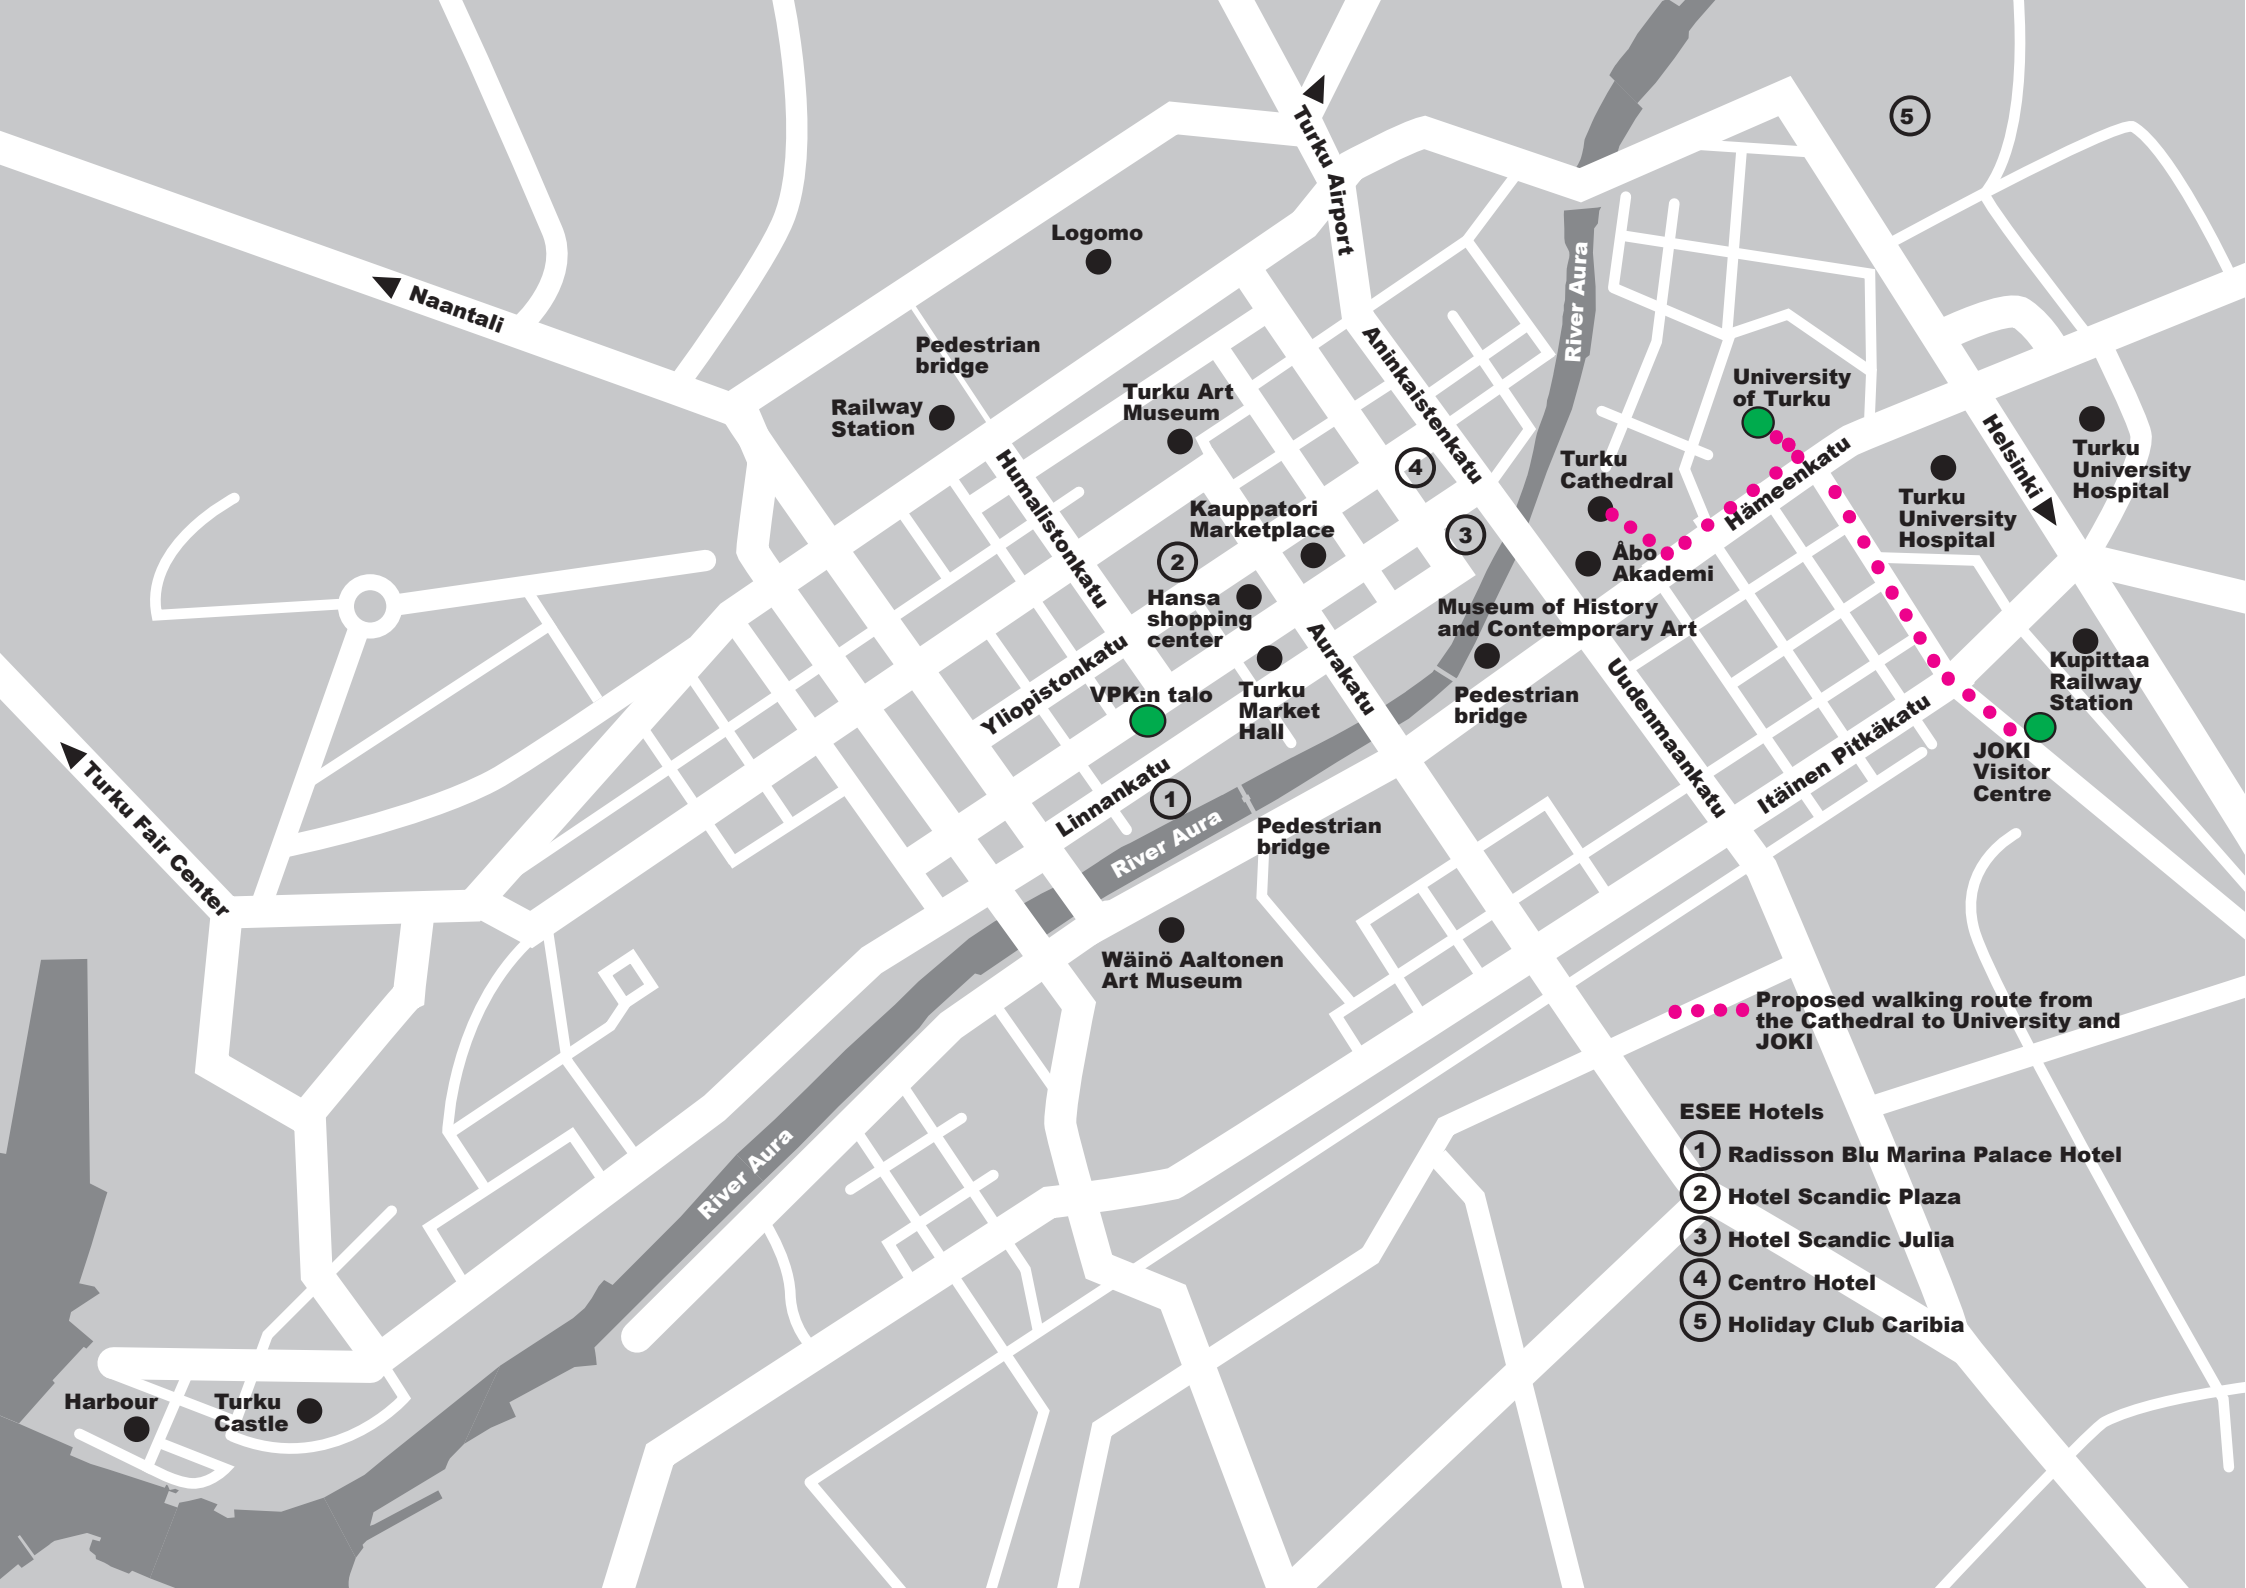 5
Turku Airport
Logomo
River Aura
Naantali
Pedestrian
bridge
Railway
Station
Turku Art
Museum
Aninkaistenkatu
University
of Turku
Helsinki
Turku
University
Hospital
Turku
University
Hospital
Humalistonkatu
4
Turku
Cathedral
Hämeenkatu
Kauppatori
Marketplace
3
2
Åbo
Akademi
Hansa
shopping
center
Museum of History
and Contemporary Art
Aurakatu
Yliopistonkatu
VPK:n talo
Turku
Market
Hall
Pedestrian
bridge
Uudenmaankatu
Itäinen Pitkäkatu
Kupittaa
Railway
Station
JOKI
Visitor
Centre
Linnankatu
1
River Aura
Pedestrian
bridge
Turku Fair Center
Wäinö Aaltonen
Art Museum
River Aura
Harbour
Turku
Castle
Proposed walking route from
the Cathedral to University and
JOKI
ESEE Hotels
1 Radisson Blu Marina Palace Hotel
2 Hotel Scandic Plaza
3 Hotel Scandic Julia
4 Centro Hotel
5 Holiday Club Caribia